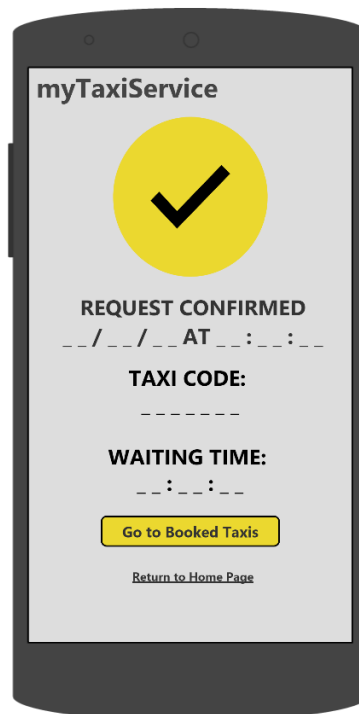 myTaxiService
REQUEST CONFIRMED
_ _ / _ _ / _ _ AT _ _ : _ _ : _ _
TAXI CODE:
_ _ _ _ _ _ _
WAITING TIME:
_ _ : _ _ : _ _
Go to Booked Taxis
Return to Home Page